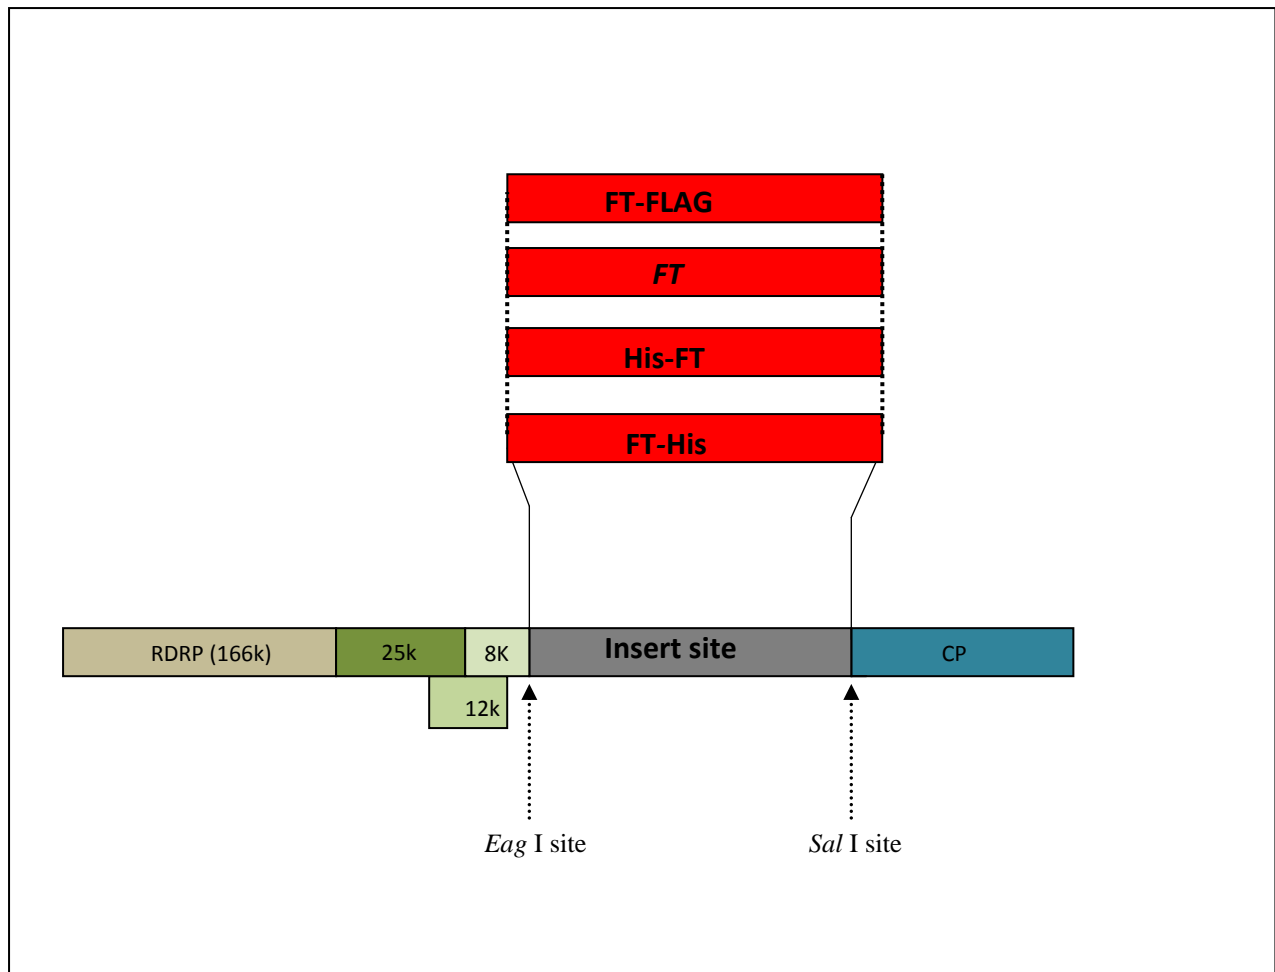 FT-FLAG
FT
His-FT
FT-His
RDRP (166k)
25k
8K
Insert site
CP
12k
Eag I site
Sal I site